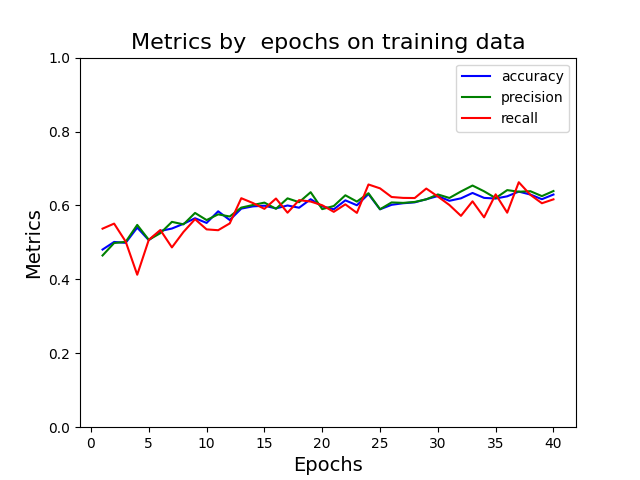 Metrics by  epochs on training data
accuracy
precision
recall
1.0
0.8
0.6
0.4
0.2
0.0
Metrics
0 5 10 15 20 25 30 35 40
Epochs